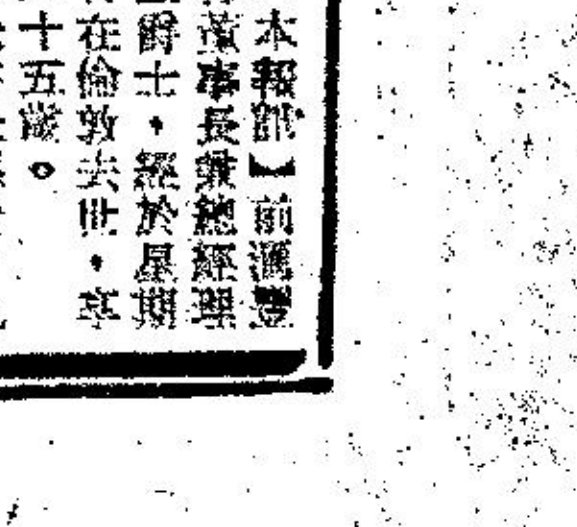 本報訊】前滙豐
董事長兼總經理
爵士，經於星期
在倫敦去世，享
十五歲。